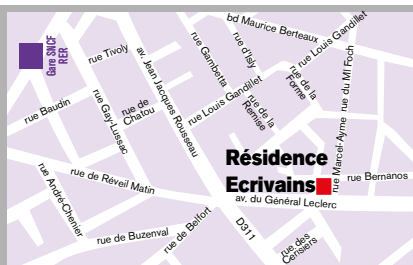 bd Maurice Berteaux
Gare SNCF
RER
rue Tivoly
av. Jean Jacques Rousseau
rue Gambetta
rue d'Isly
rue Louis Gandillet
rue de la
Forme
rue du Ml Foch
rue Baudin
rue Gay-Lussac
rue de
Chatou
rue Louis Gandillet
rue de la
Remise
rue Marcel-Ayme
Résidence
Ecrivains
rue Bernanos
rue André-Chenier
rue de Réveil Matin
av. du Général Leclerc
rue de Buzenval
rue de Belfort
D311
rue des
Cerisiers